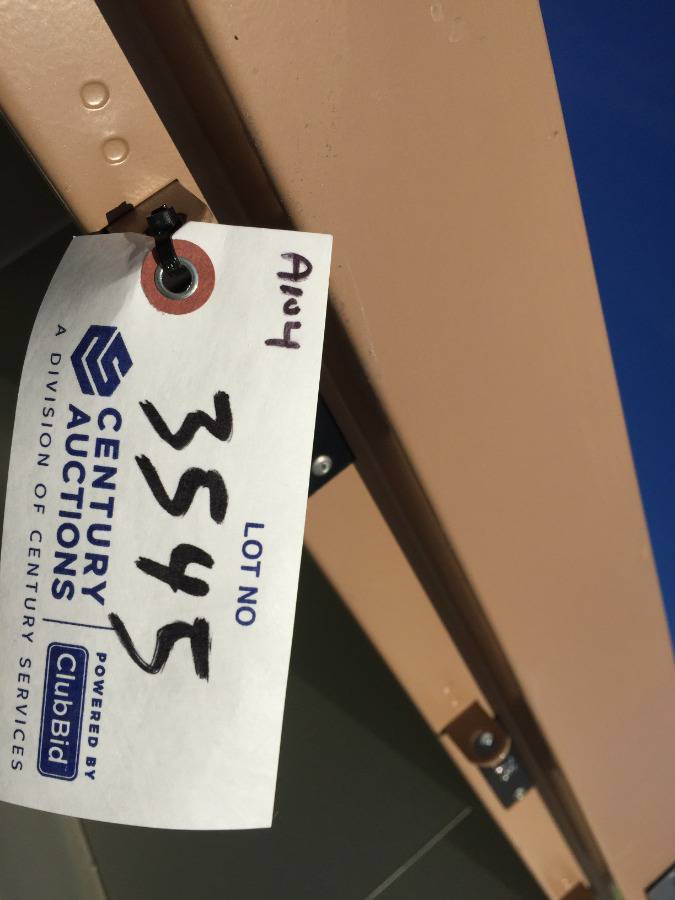 A104
LOT NO
3545
CENTURY
AUCTIONS
POWERED BY
ClubBid
A DIVISION OF CENTURY SERVICES